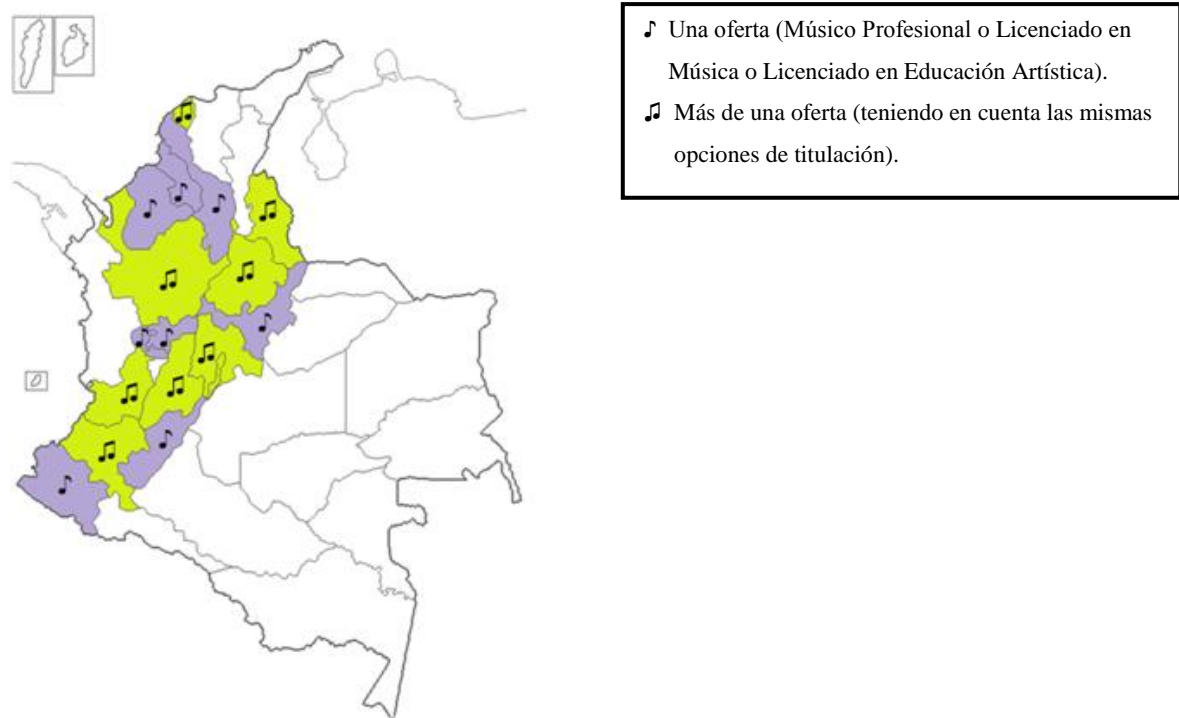 ♪ Una oferta (Músico Profesional o Licenciado en
Música o Licenciado en Educación Artística).
♫ Más de una oferta (teniendo en cuenta las mismas
opciones de titulación).